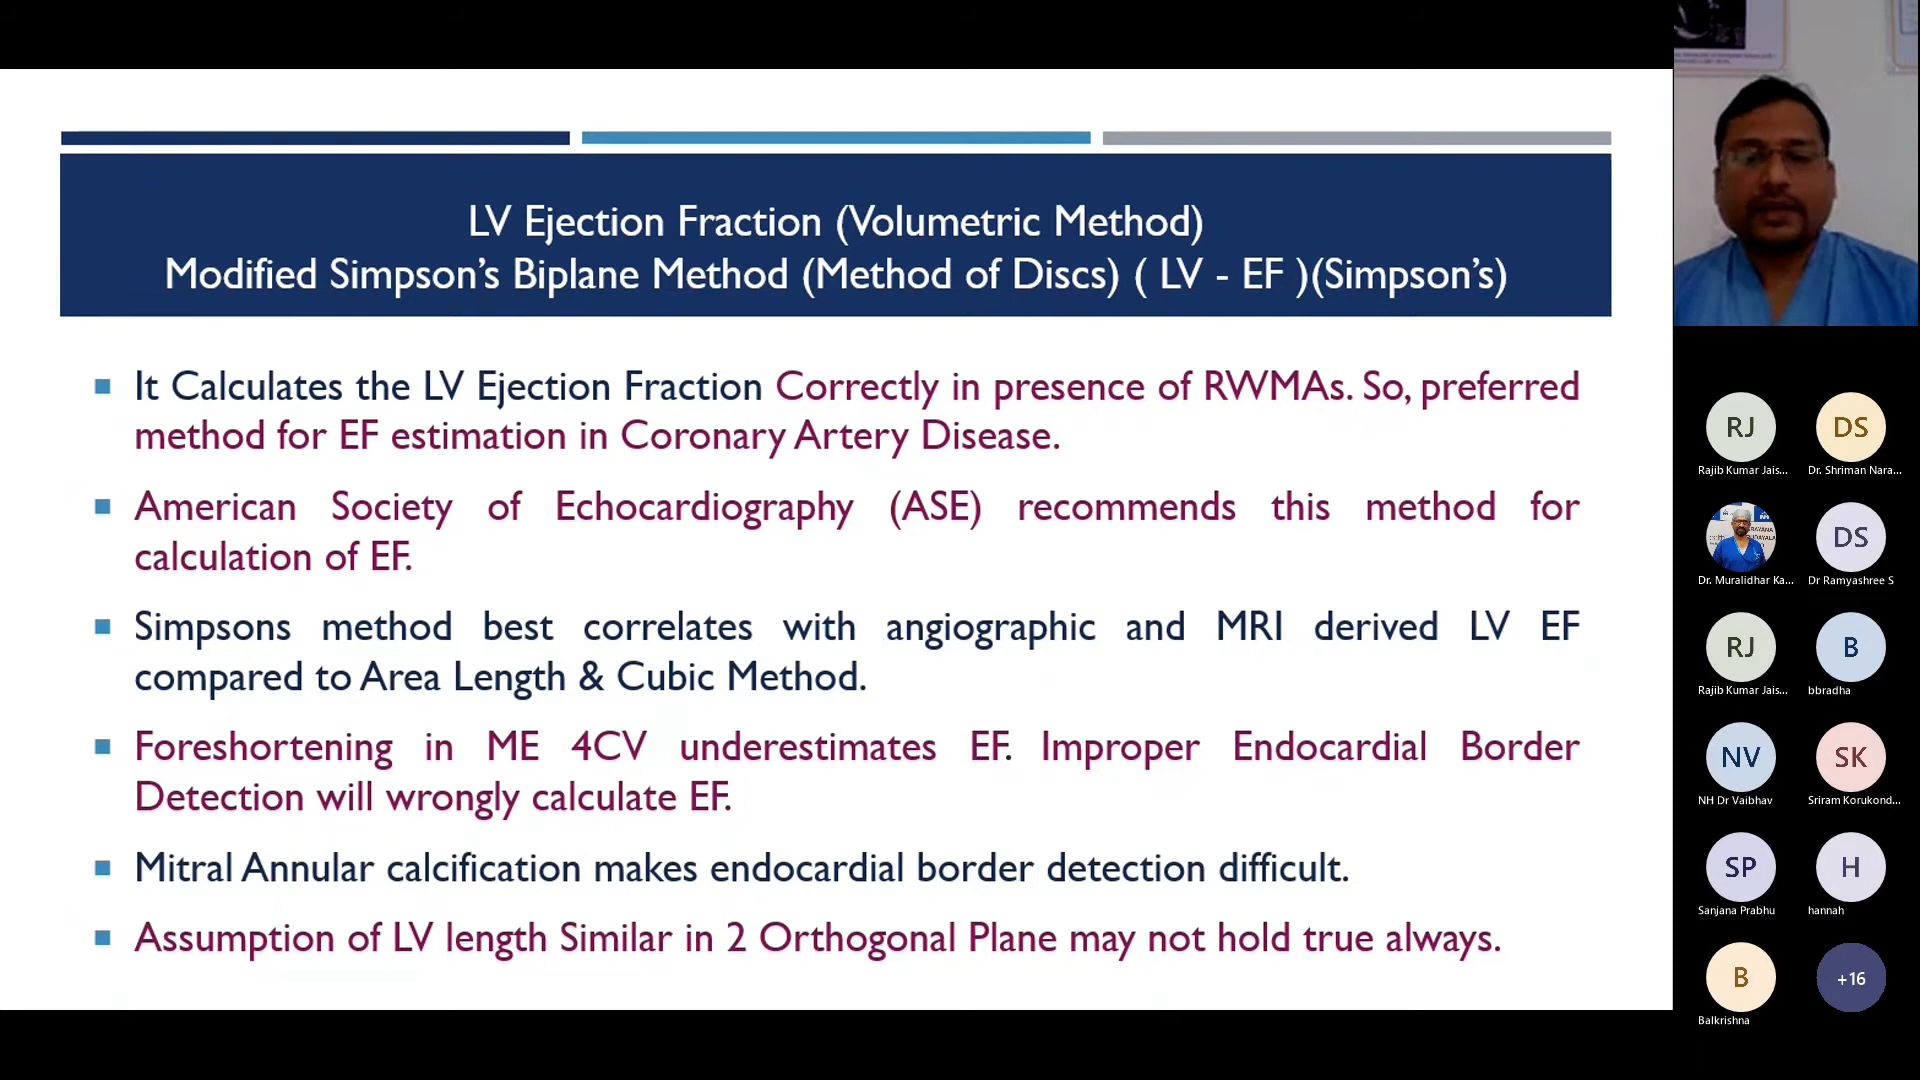 LV Ejection Fraction (Volumetric Method)
Modified Simpson’s Biplane Method (Method of Discs) ( LV - EF )(Simpson’s)
It Calculates the LV Ejection Fraction Correctly in presence of RWMAs. So, preferred
method for EF estimation in Coronary Artery Disease.
American Society of Echocardiography (ASE) recommends this method for
calculation of EF.
Simpsons method best correlates with angiographic and MRI derived LV EF
compared to Area Length & Cubic Method.
Foreshortening in ME 4CV underestimates EF. Improper Endocardial Border
Detection will wrongly calculate EF.
Mitral Annular calcification makes endocardial border detection difficult.
Assumption of LV length Similar in 2 Orthogonal Plane may not hold true always.
RJ
DS
Rajib Kumar Jais...
Dr. Shriman Nara...
DS
Dr. Muralidhar Ka...
Dr Ramyashree S
RJ
B
Rajib Kumar Jais...
bbradha
NV
SK
NH Dr Vaibhav
Sriram Korukond...
SP
H
Sanjana Prabhu
hannah
B
+16
Balkrishna